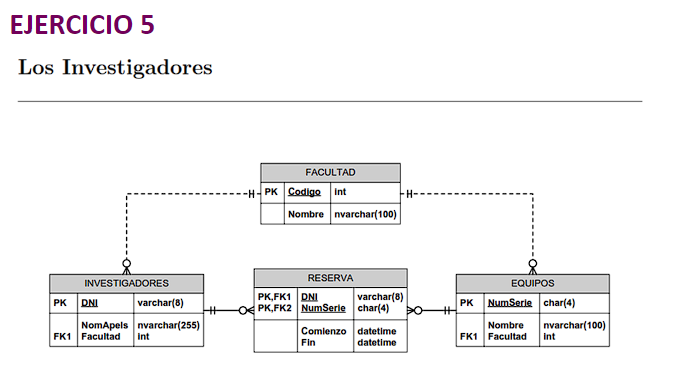 EJERCICIO 5
Los Investigadores
FACULTAD
PK Codigo int
Nombre nvarchar(100)
INVESTIGADORES
PK DNI varchar(8)
NomApels nvarchar(255)
FK1 Facultad int
RESERVA
PK,FK1 DNI varchar(8)
PK,FK2 NumSerie char(4)
Comienzo datetime
Fin datetime
EQUIPOS
PK NumSerie char(4)
Nombre nvarchar(100)
FK1 Facultad int